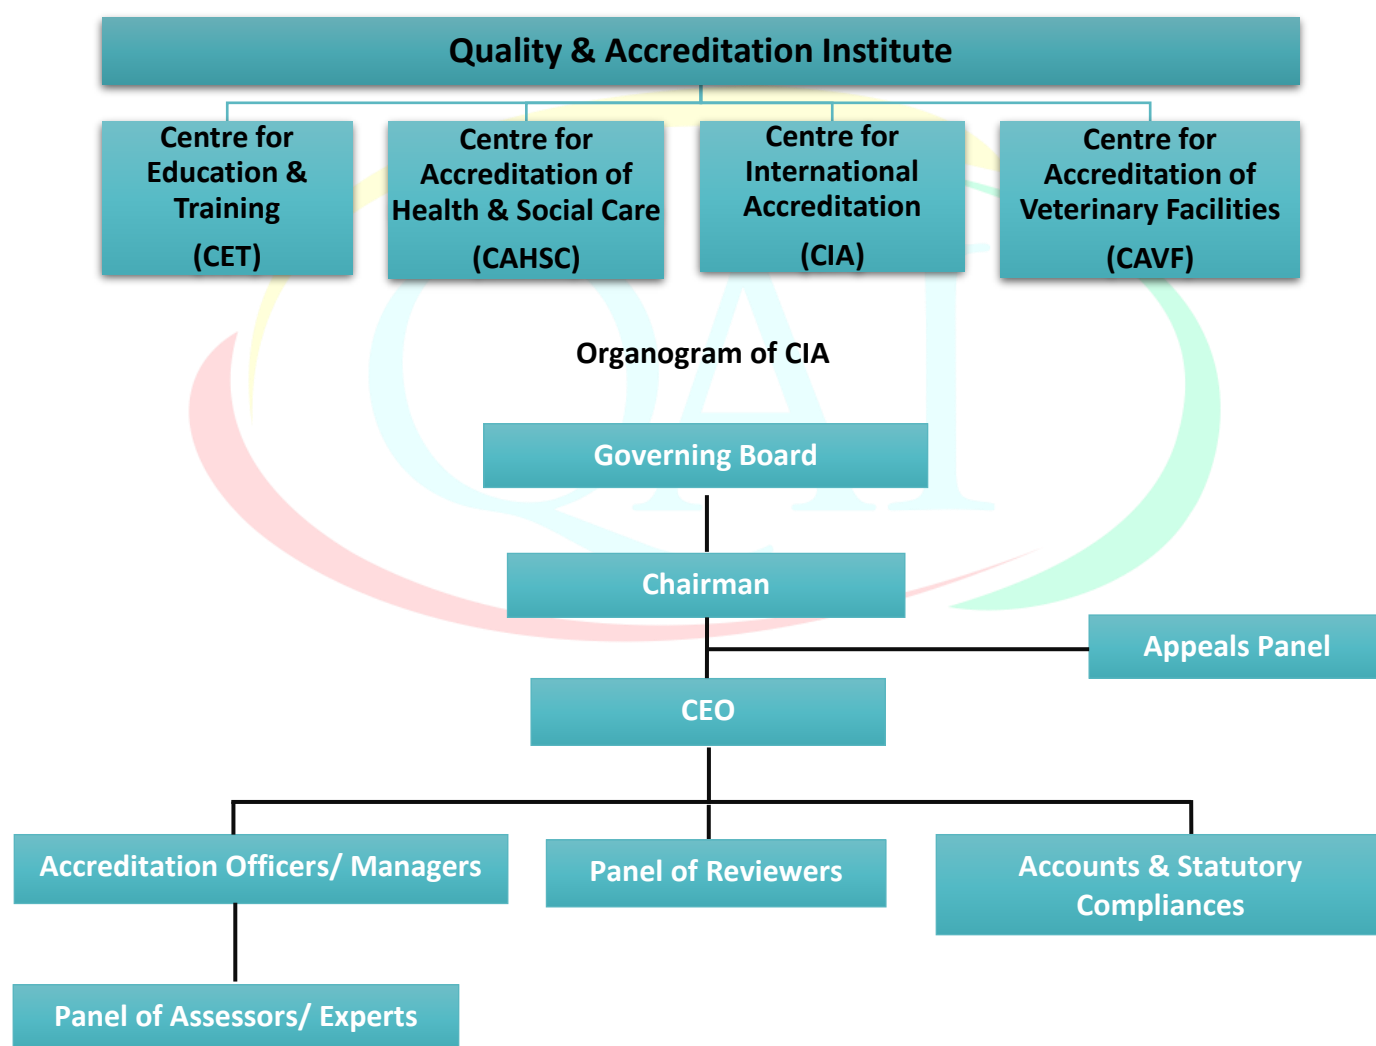 Quality & Accreditation Institute
Centre for
Education &
Training
(CET)
Centre for
Accreditation of
Health & Social Care
(CAHSC)
Centre for
International
Accreditation
(CIA)
Centre for
Accreditation of
Veterinary Facilities
(CAVF)
QAI
Organogram of CIA
Governing Board
Chairman
Appeals Panel
CEO
Accreditation Officers/ Managers
Panel of Reviewers
Accounts & Statutory
Compliances
Panel of Assessors/ Experts